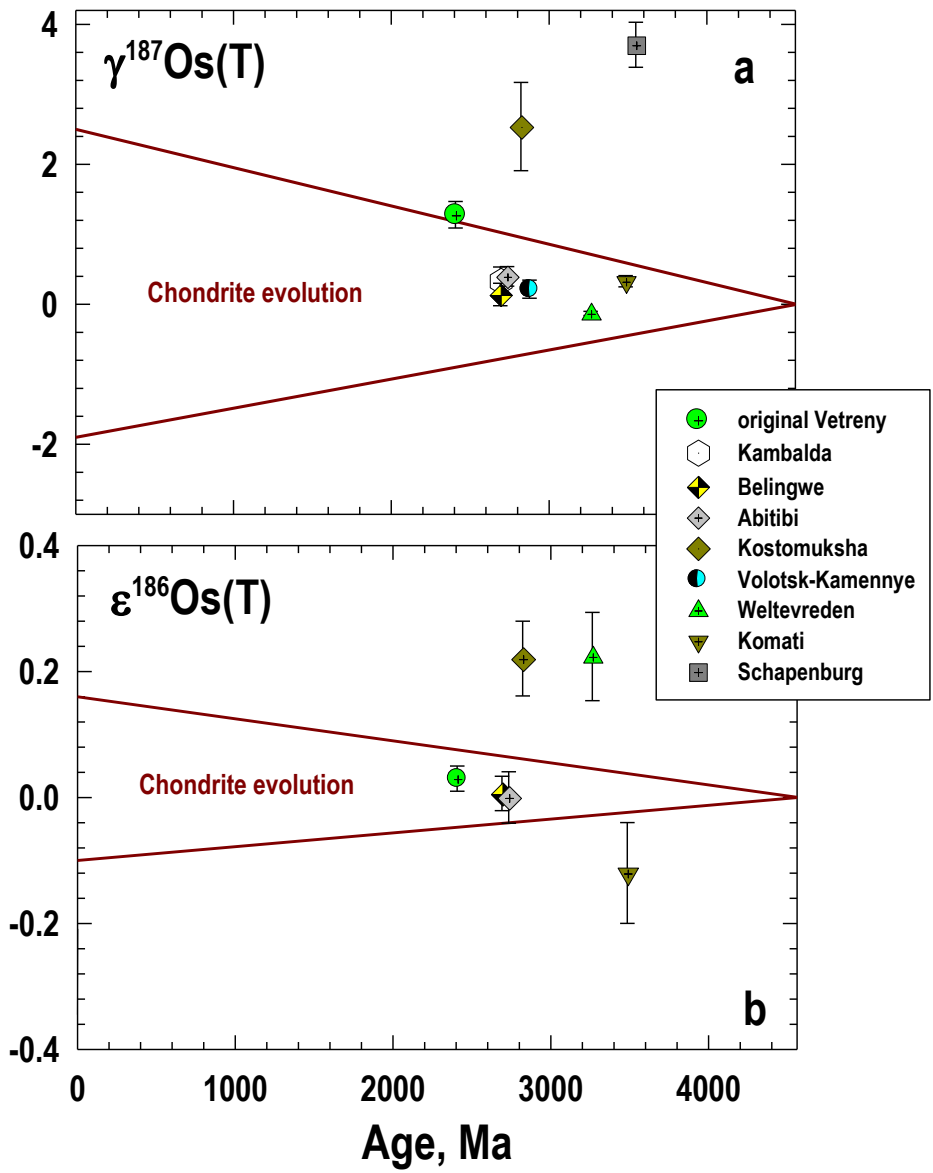 4
γ¹⁸⁷Os(T)
a
2
Chondrite evolution
0
-2
original Vetreny
Kambalda
Belingwe
Abitibi
Kostomuksha
Volotsk-Kamennye
Weltevreden
Komati
Schapenburg
0.4
ε¹⁸⁶Os(T)
0.2
Chondrite evolution
0.0
-0.2
b
-0.4
0 1000 2000 3000 4000
Age, Ma